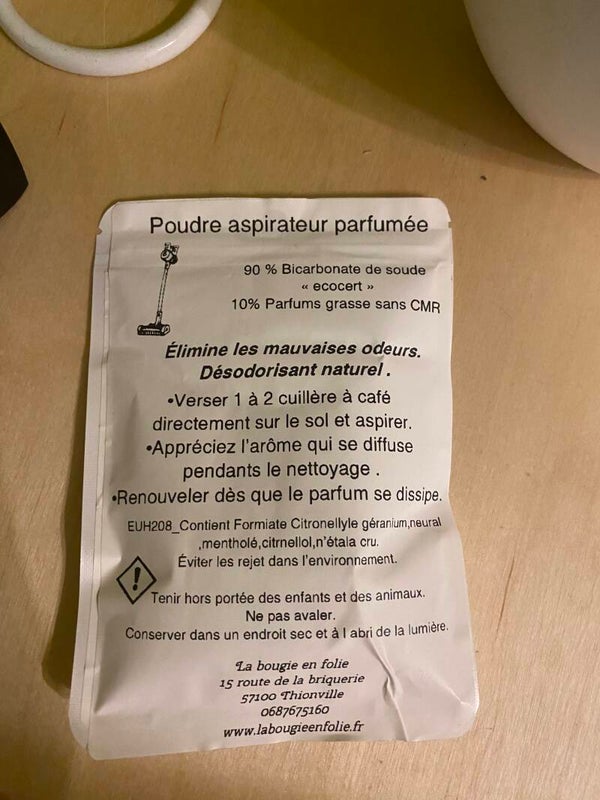 Poudre aspirateur parfumée
90 % Bicarbonate de soude
« ecocert »
10% Parfums grasse sans CMR
Élimine les mauvaises odeurs.
Désodorisant naturel .
•Verser 1 à 2 cuillère à café
directement sur le sol et aspirer.
•Appréciez l'arôme qui se diffuse
pendants le nettoyage .
•Renouveler dès que le parfum se dissipe.
EUH208_Contient Formiate Citronellyle géranium,neural
,mentholé,citrnellol,n'étala cru.
Éviter les rejet dans l'environnement.
!
Tenir hors portée des enfants et des animaux.
Ne pas avaler.
Conserver dans un endroit sec et à l abri de la lumière.
La bougie en folie
15 route de la briquerie
57100 Thionville
0687675160
www.labougieenfolie.fr